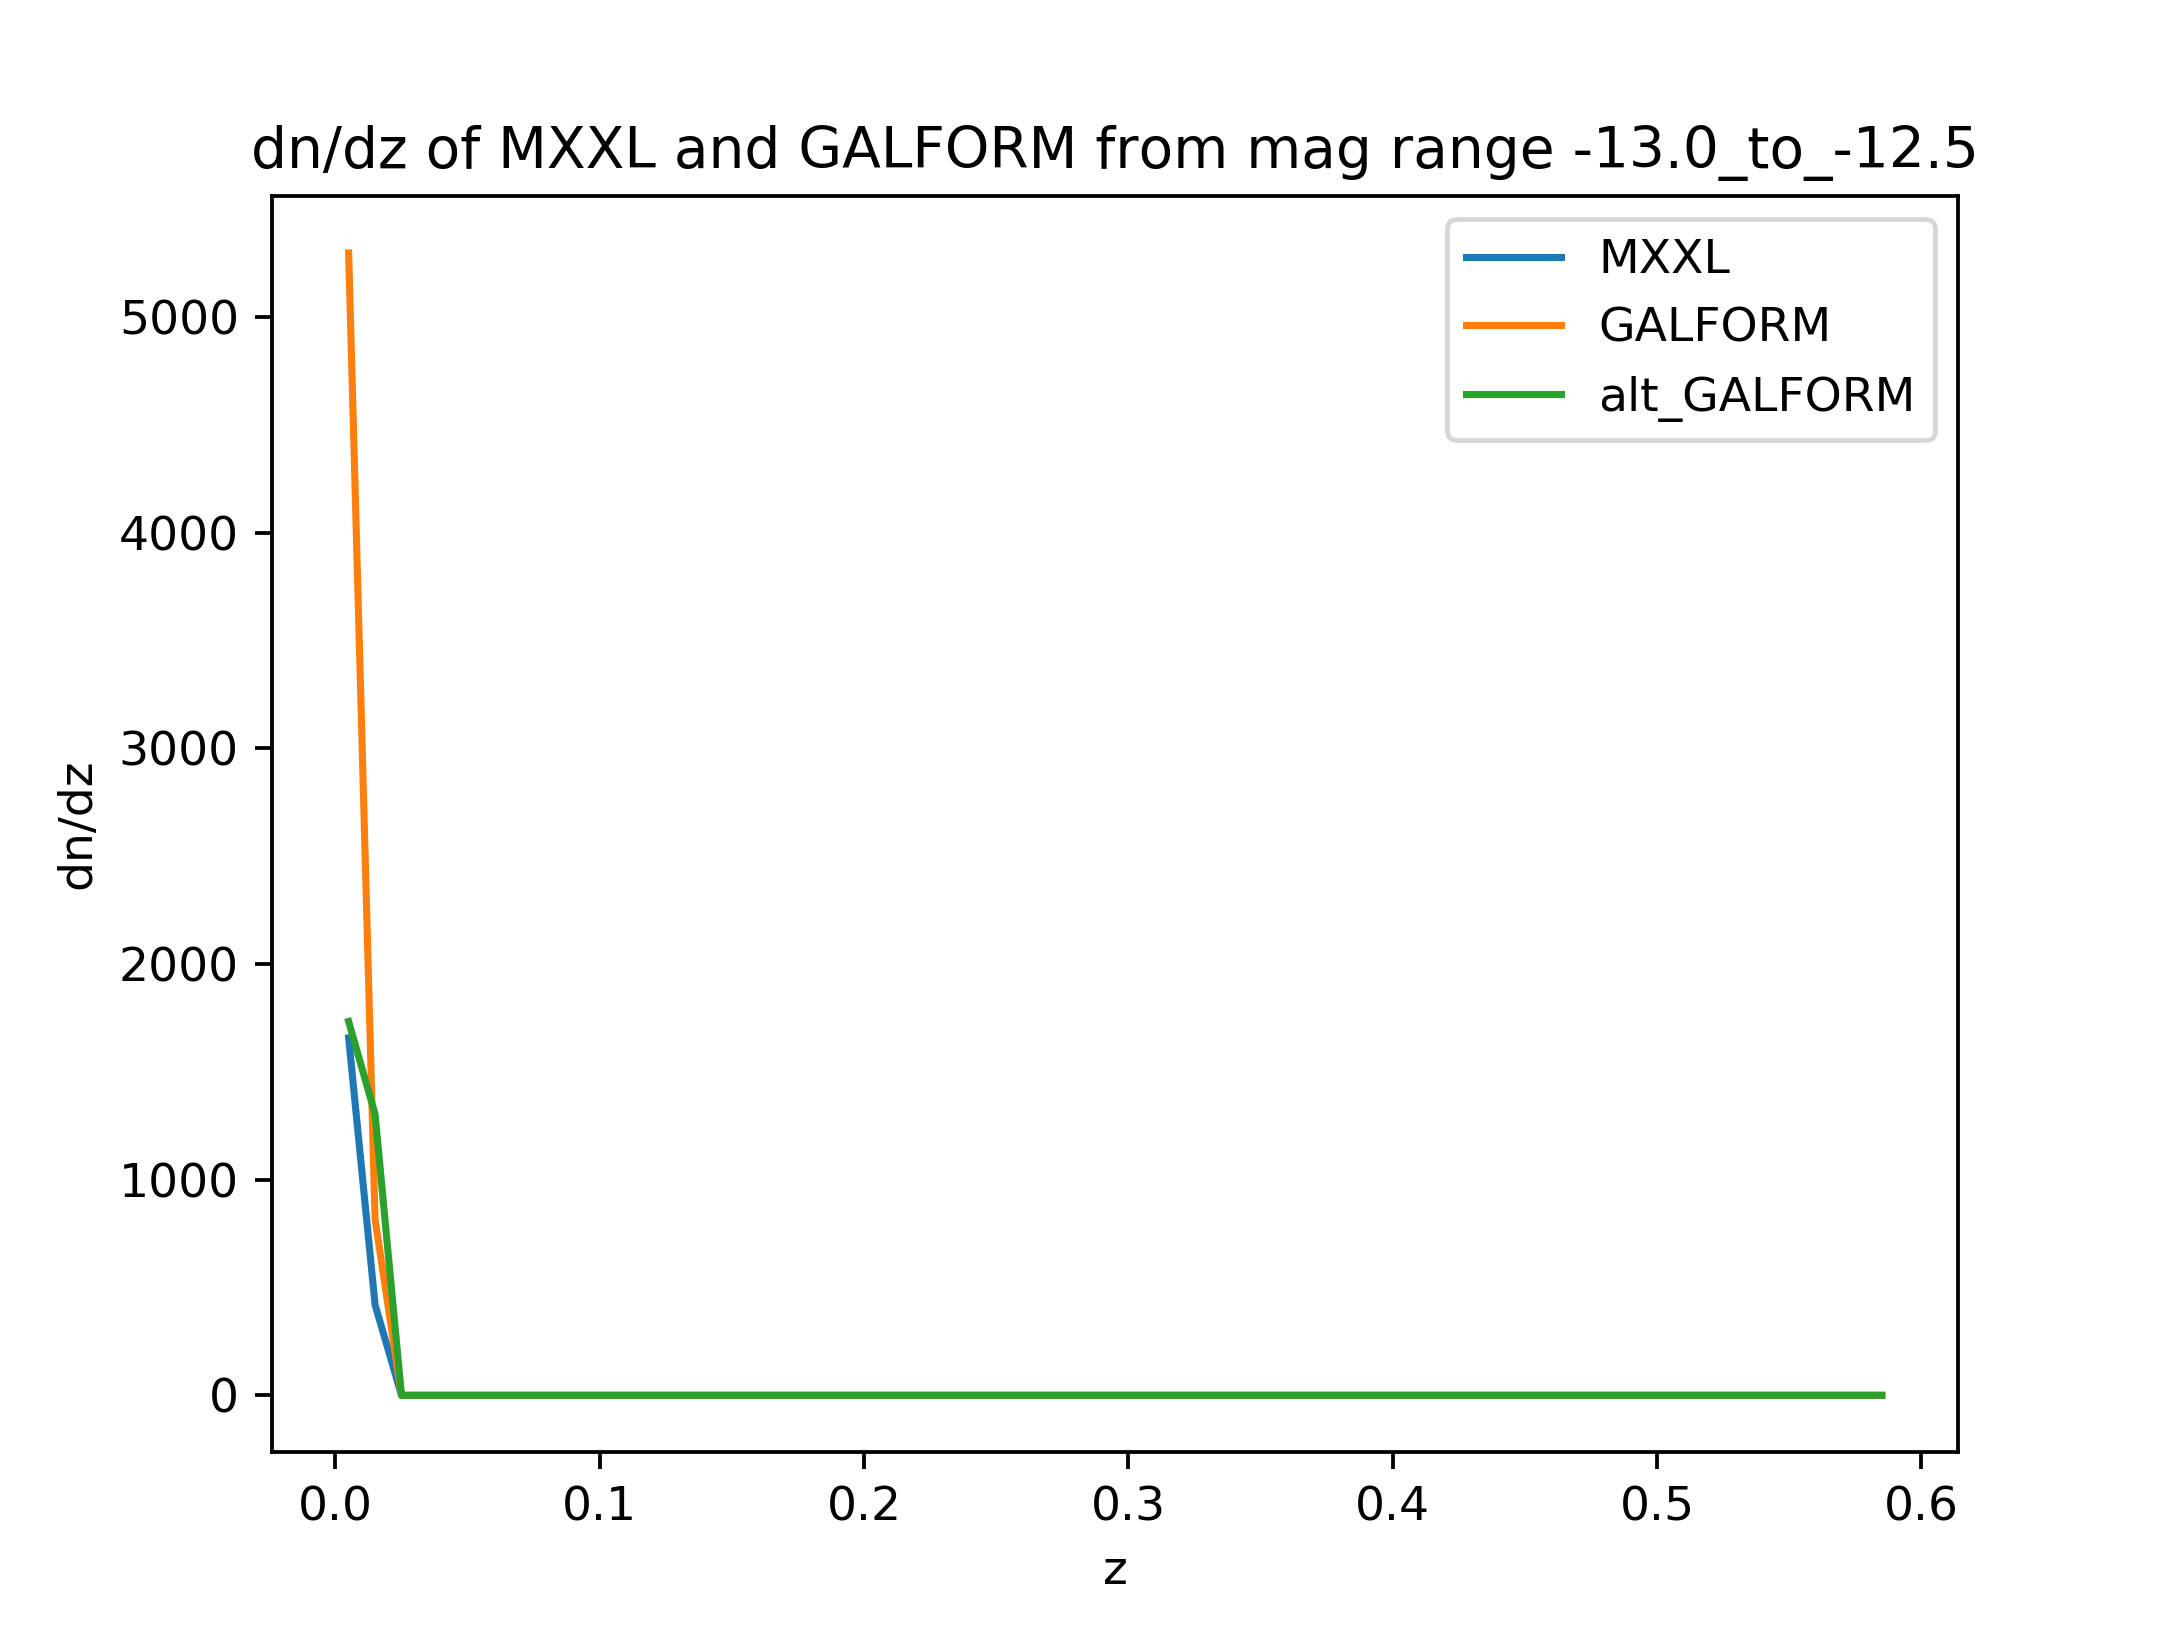 dn/dz of MXXL and GALFORM from mag range -13.0_to_-12.5
MXXL
GALFORM
alt_GALFORM
5000
4000
3000
2000
1000
0
dn/dz
0.0 0.1 0.2 0.3 0.4 0.5 0.6
z